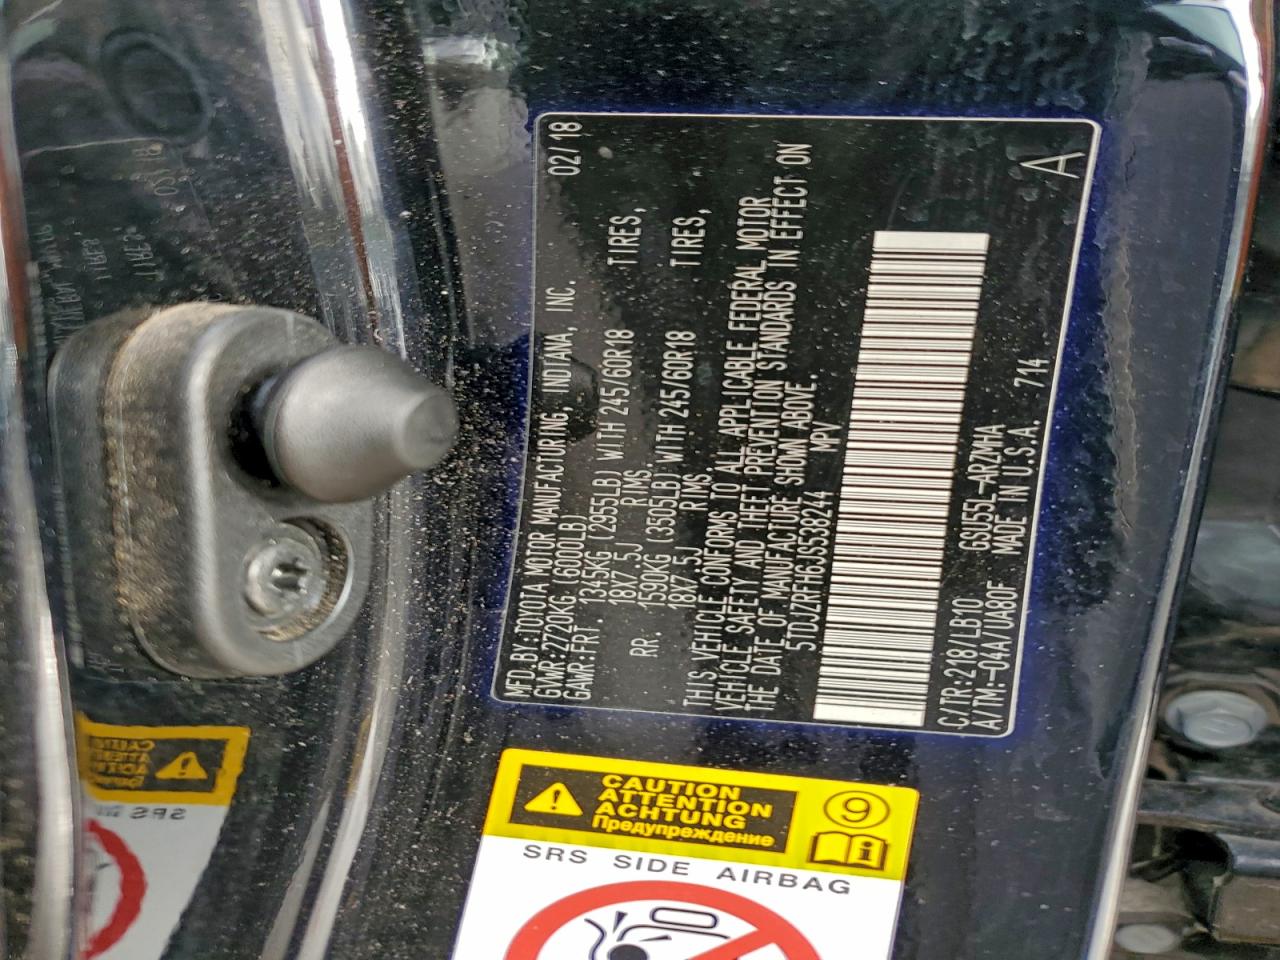 MFD.BY:TOYOTA MOTOR MANUFACTURING, INDIANA, INC. 02/18
GVWR:2720KG(6000LB)
GAWR:FRT. 1345KG (2955LB) WITH 245/60R18 TIRES,
18X7.5J RIMS.
RR. 1590KG (3505LB) WITH 245/60R18 TIRES,
18X7.5J RIMS.
THIS VEHICLE CONFORMS TO ALL APPLICABLE FEDERAL MOTOR
VEHICLE SAFETY AND THEFT PREVENTION STANDARDS IN EFFECT ON
THE DATE OF MANUFACTURE SHOWN ABOVE.
5TDJZRFH6JS53824 MPV
C/TR:218/LB10 GSU55-ARZMHA
A/TM:-04A/UA80F MADE IN U.S.A. 714
A
CAUTION
ATTENTION
ACHTUNG
Предупреждение
9
i
SRS SIDE AIRBAG